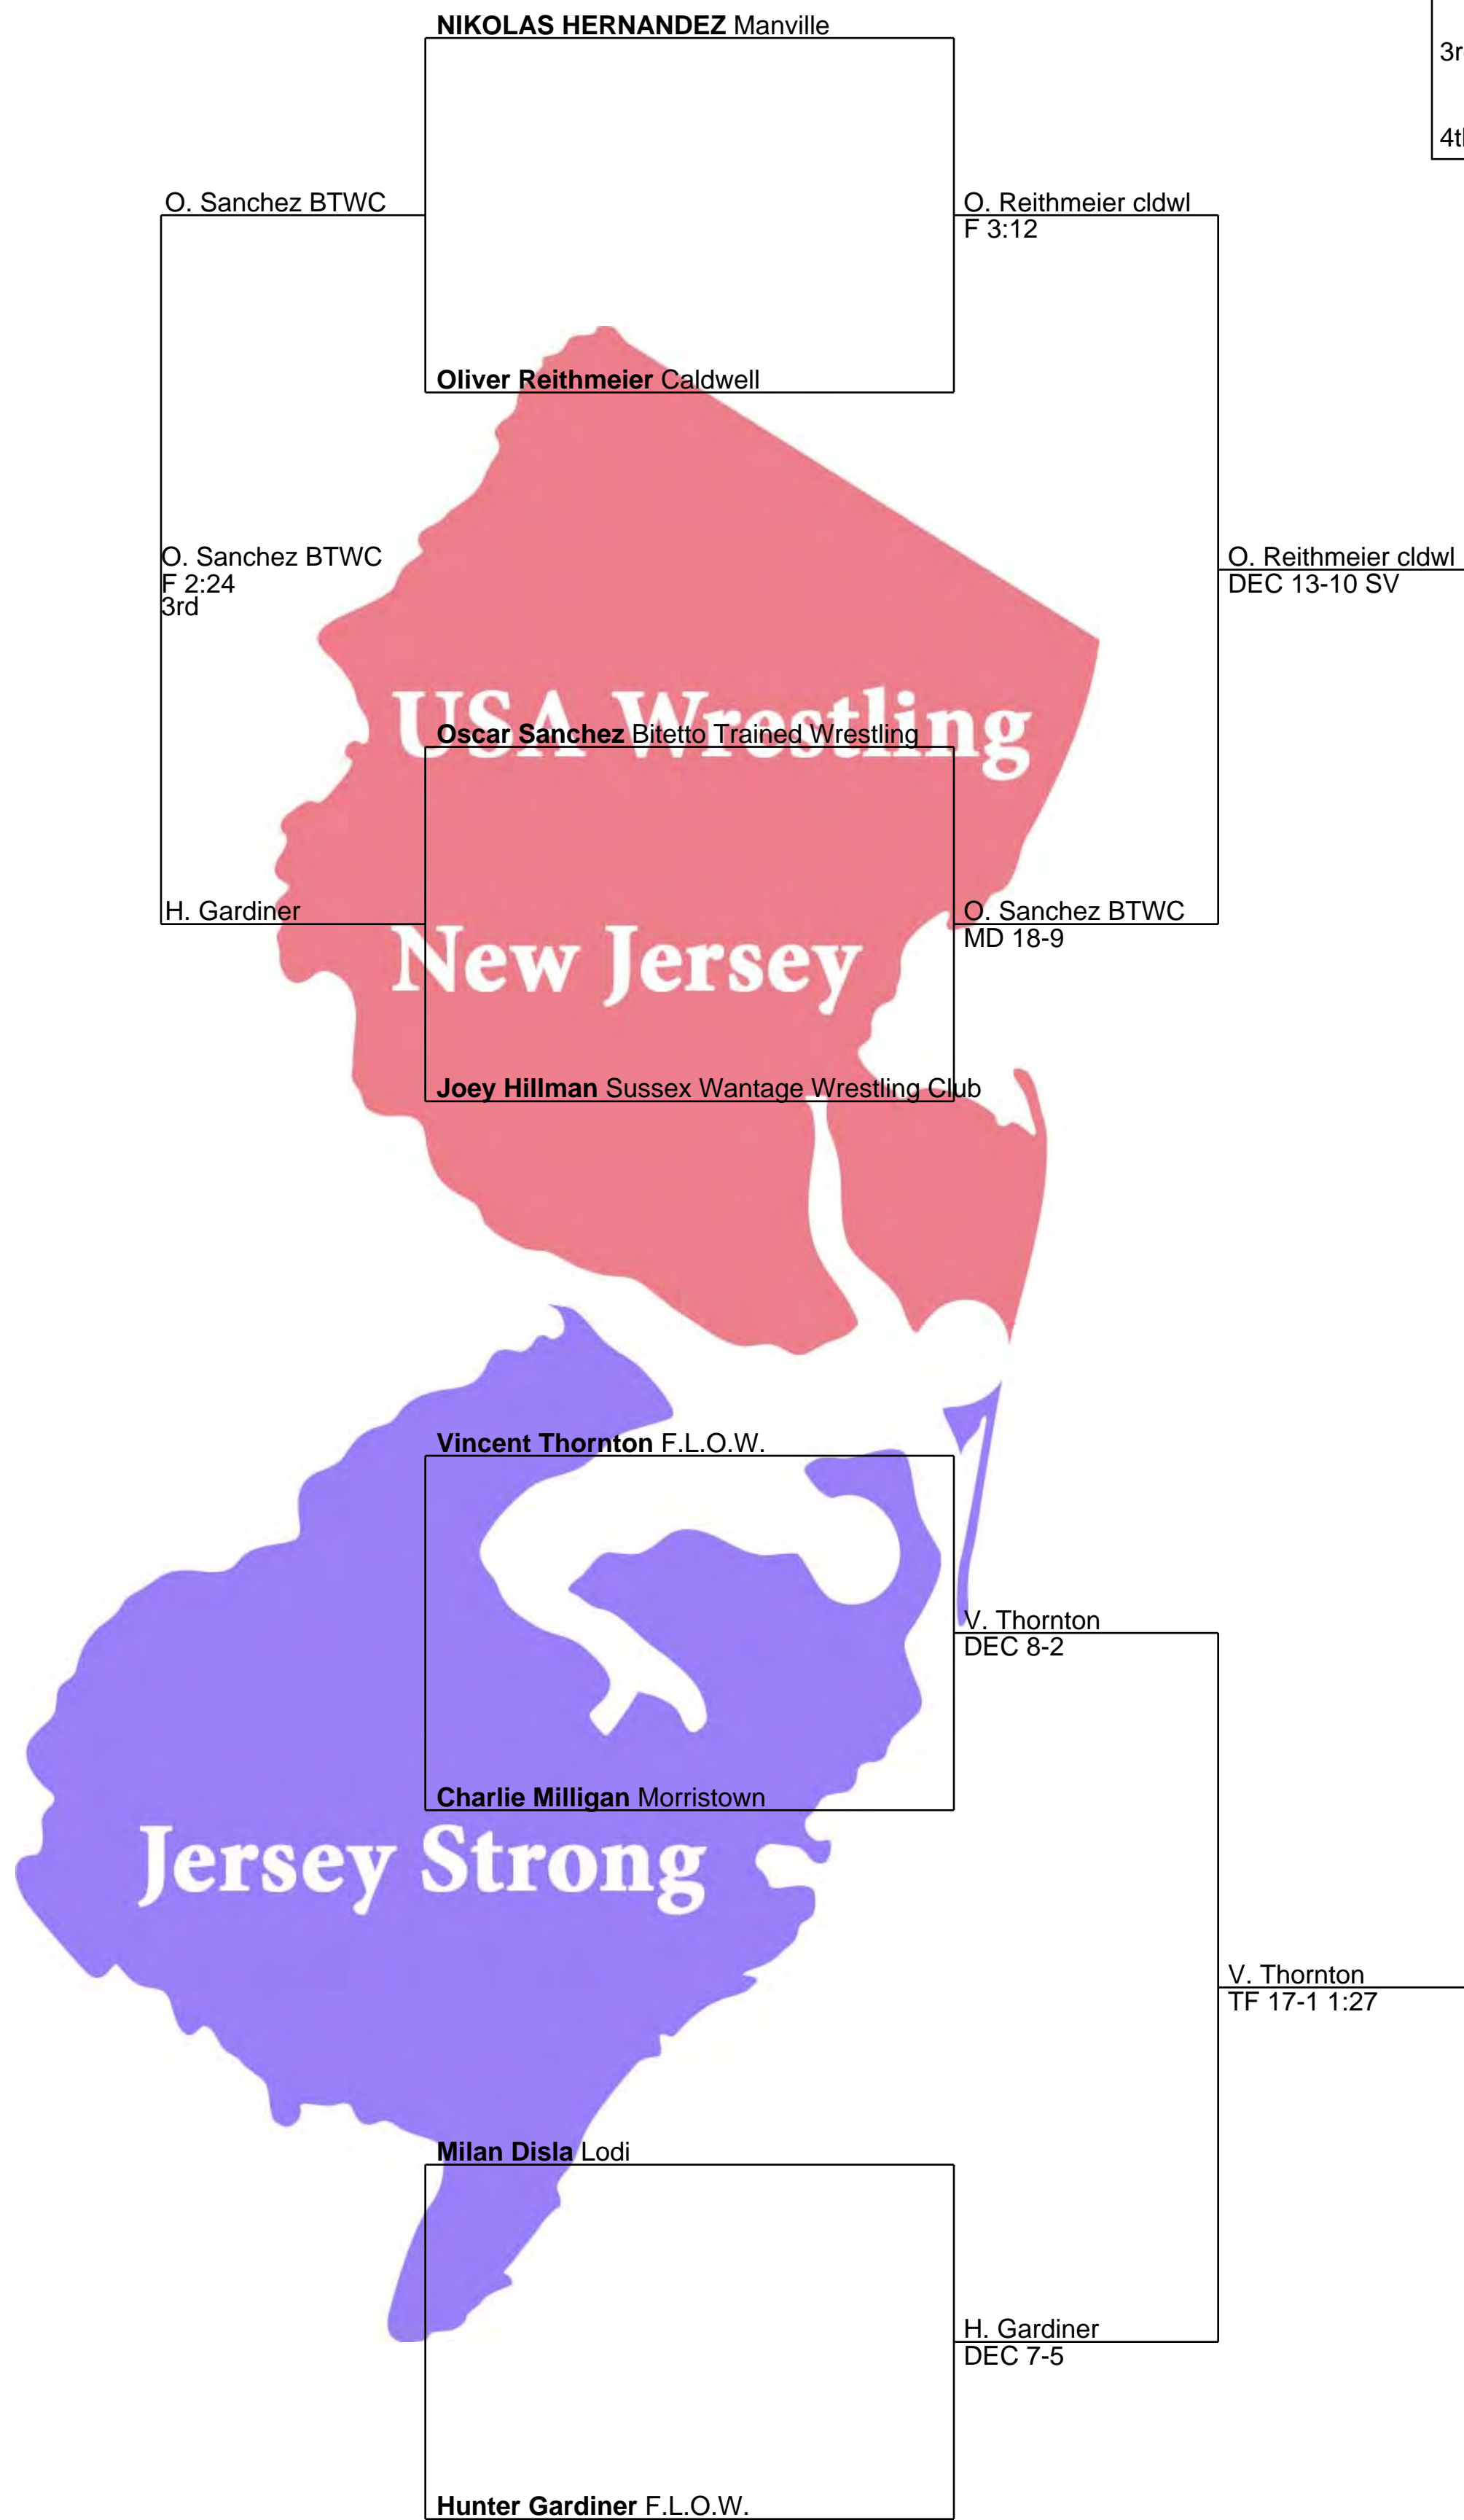 NIKOLAS HERNANDEZ Manville
3r
4t
O. Sanchez BTWC
O. Reithmeier cldwl
F 3:12
Oliver Reithmeier Caldwell
O. Sanchez BTWC
F 2:24
3rd
O. Reithmeier cldwl
DEC 13-10 SV
USA Wrestling
Oscar Sanchez Bitetto Trained Wrestling
H. Gardiner
O. Sanchez BTWC
MD 18-9
New Jersey
Joey Hillman Sussex Wantage Wrestling Club
Vincent Thornton F.L.O.W.
V. Thornton
DEC 8-2
Charlie Milligan Morristown
Jersey Strong
V. Thornton
TF 17-1 1:27
Milan Disla Lodi
H. Gardiner
DEC 7-5
Hunter Gardiner F.L.O.W.